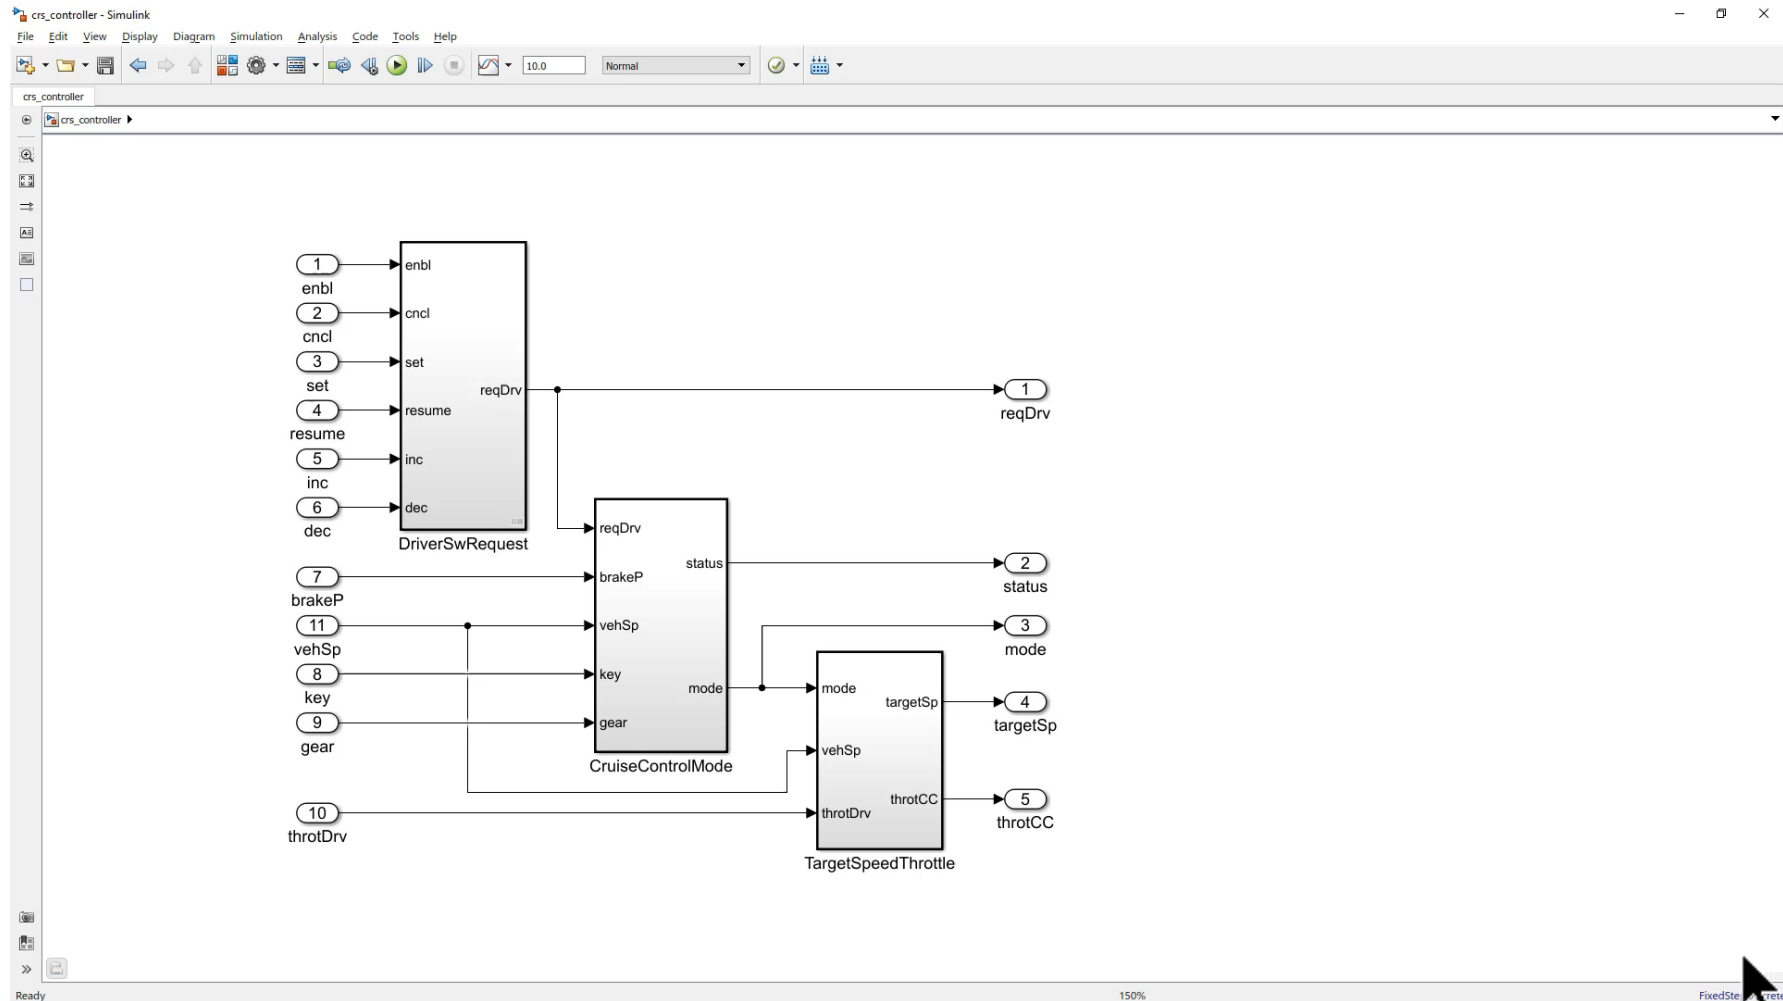 crs_controller - Simulink
File Edit View Display Diagram Simulation Analysis Code Tools Help
10.0 Normal
crs_controller
crs_controller
1 enbl
enbl
2 cncl
cncl
3 set
set
4 resume
resume
5 inc
inc
6 dec
dec
reqDrv
DriverSwRequest
1
reqDrv
7
brakeP
11
vehSp
8
key
9
gear
reqDrv
brakeP
vehSp
key
gear
status
mode
CruiseControlMode
2
status
3
mode
10
throtDrv
mode
vehSp
throtDrv
targetSp
throtCC
TargetSpeedThrottle
4
targetSp
5
throtCC
Ready 150%